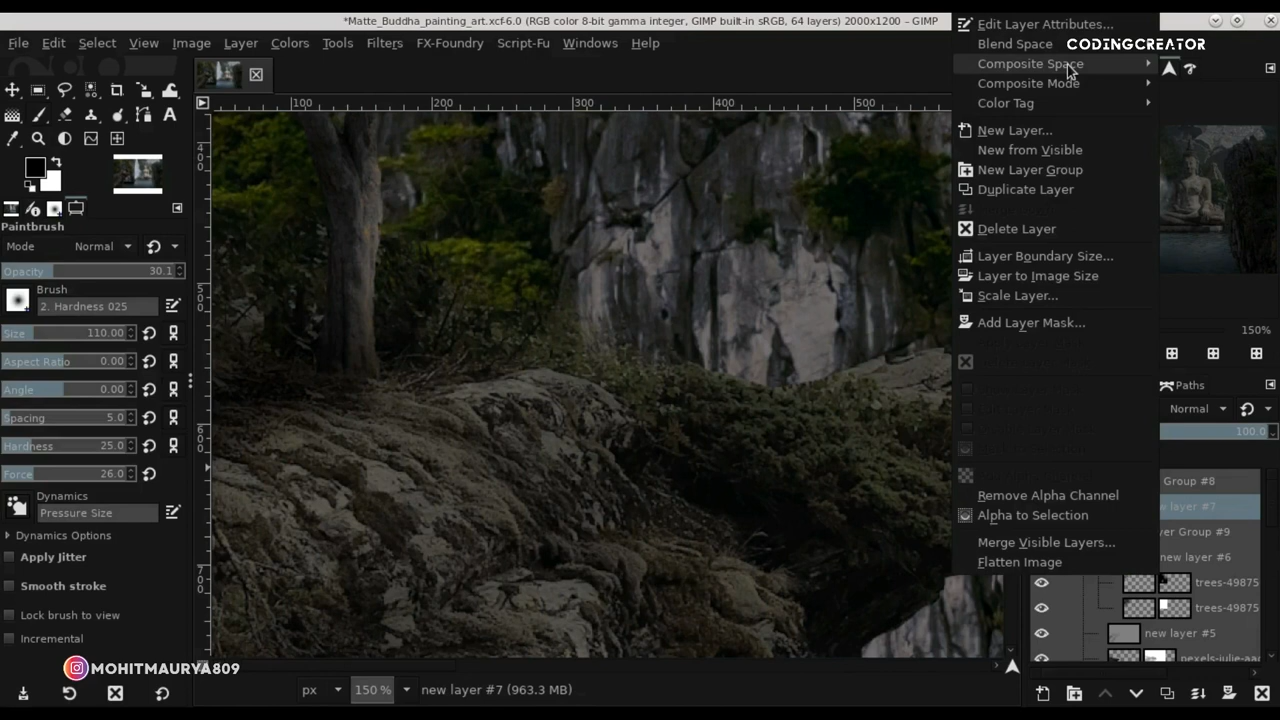 *Matte_Buddha_painting_art.xcf-6.0 (RGB color 8-bit gamma integer, GIMP built-in sRGB, 64 layers) 2000x1200 – GIMP
File Edit Select View Image Layer Colors Tools Filters FX-Foundry Script-Fu Windows Help
Edit Layer Attributes...
Blend Space
CODINGCREATOR
Composite Space
Composite Mode
Color Tag
New Layer...
New from Visible
New Layer Group
Duplicate Layer
Delete Layer
Layer Boundary Size...
Layer to Image Size
Scale Layer...
Add Layer Mask...
Remove Alpha Channel
Alpha to Selection
Merge Visible Layers...
Flatten Image
100 200 300 400 500
400
500
600
700
Paintbrush
Mode Normal
Opacity 30.1
Brush
2. Hardness 025
Size 110.00
Aspect Ratio 0.00
Angle 0.00
Spacing 5.0
Hardness 25.0
Force 26.0
Dynamics
Pressure Size
Dynamics Options
Apply Jitter
Smooth stroke
Lock brush to view
Incremental
MOHITMAURYA809
px 150 % new layer #7 (963.3 MB)
150%
Paths
Normal
100.0
Group #8
w layer #7
yer Group #9
new layer #6
trees-49875
trees-49875
new layer #5